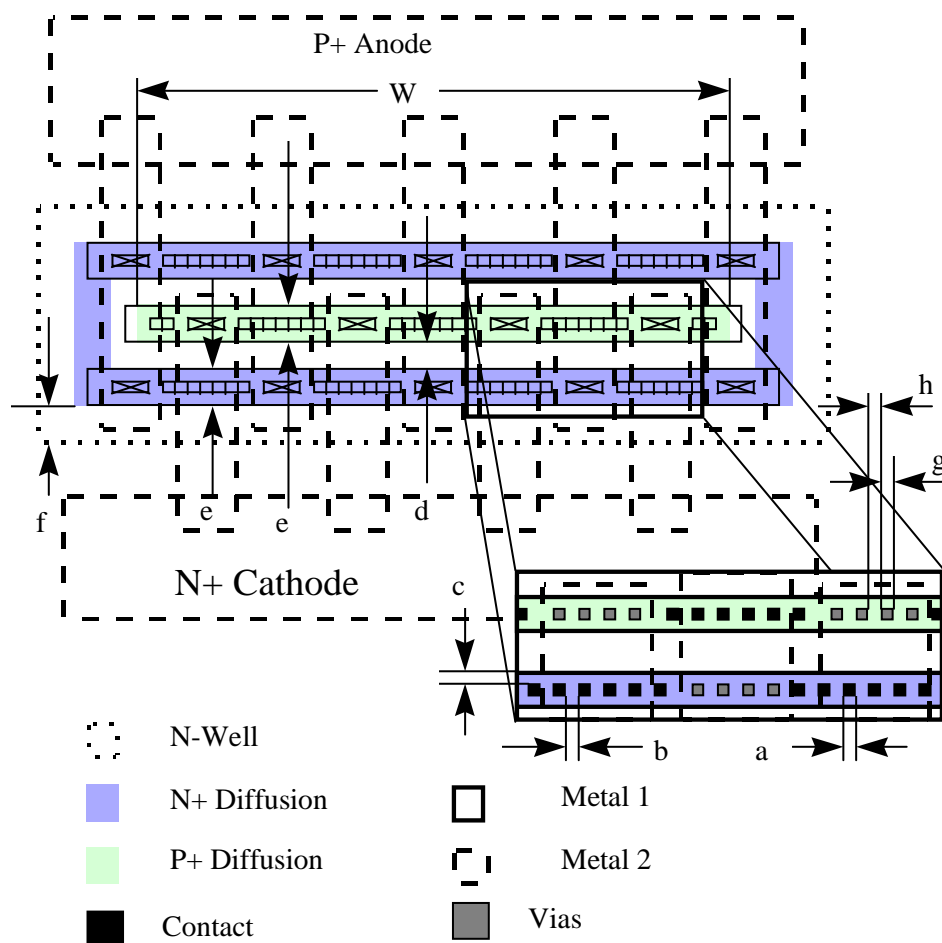 P+ Anode
W
h
g
f
e
e
d
N+ Cathode
c
b
a
N-Well
N+ Diffusion
Metal 1
P+ Diffusion
Metal 2
Contact
Vias